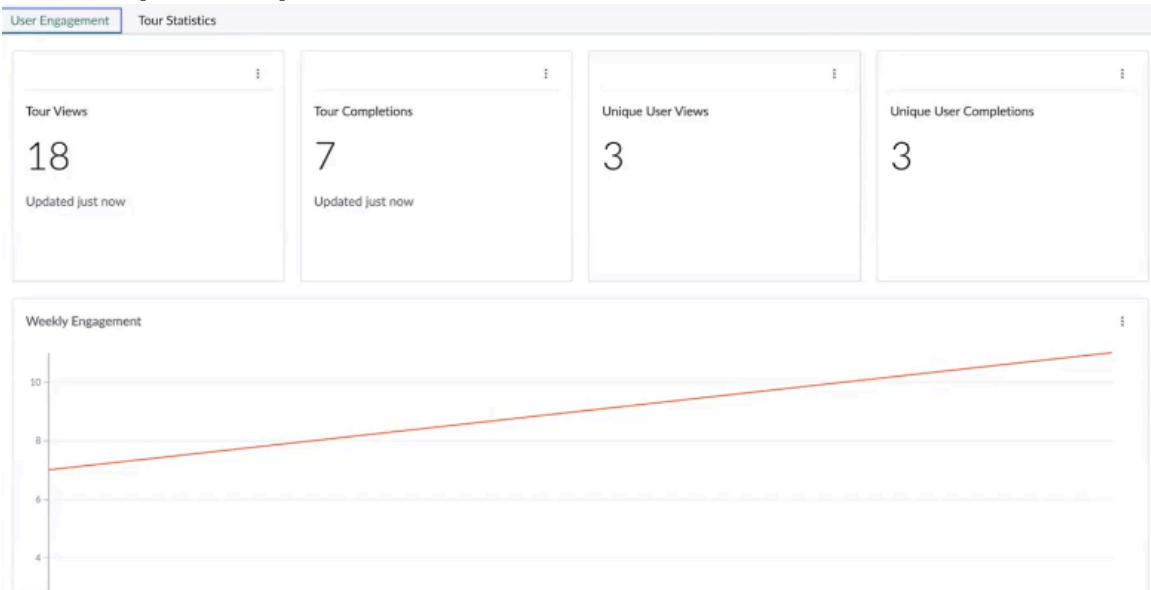 User Engagement Tour Statistics
Tour Views
18
Updated just now
Tour Completions
7
Updated just now
Unique User Views
3
Unique User Completions
3
Weekly Engagement
10
8
6
4